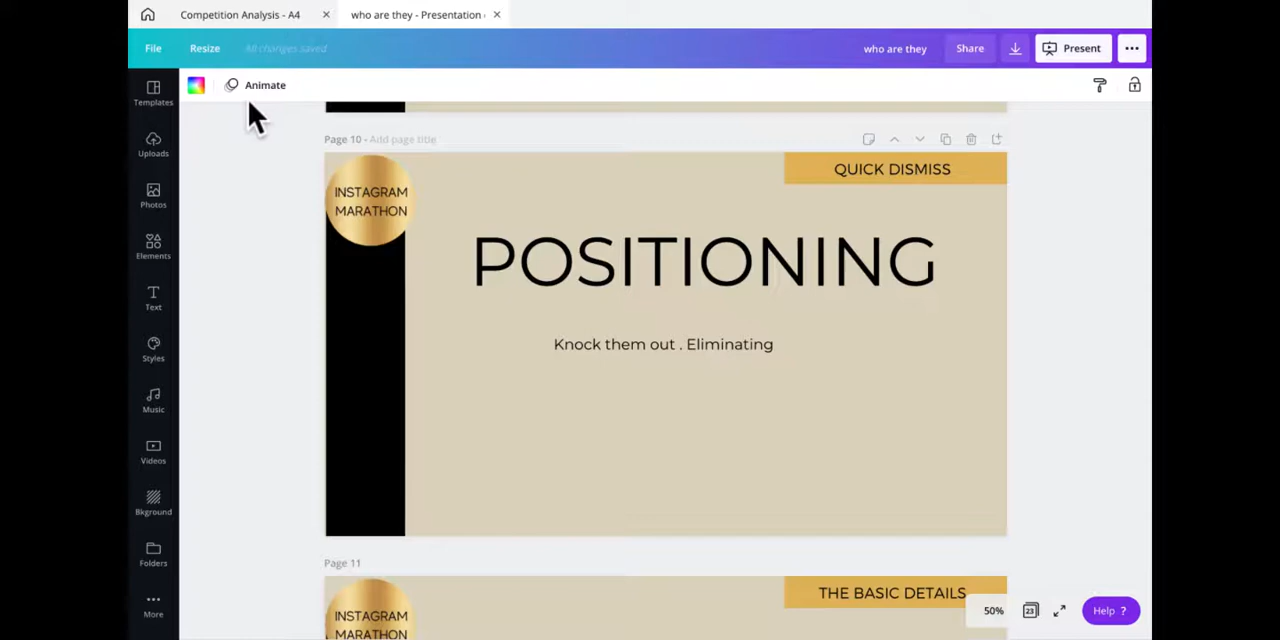 Competition Analysis - A4
who are they - Presentation
File
Resize
All changes saved
who are they
Share
Present
Animate
Templates
Uploads
Photos
Elements
Text
Styles
Music
Videos
Bkground
Folders
More
Page 10 - Add page title
INSTAGRAM
MARATHON
QUICK DISMISS
POSITIONING
Knock them out . Eliminating
Page 11
INSTAGRAM
MARATHON
THE BASIC DETAILS
50%
23
Help ?